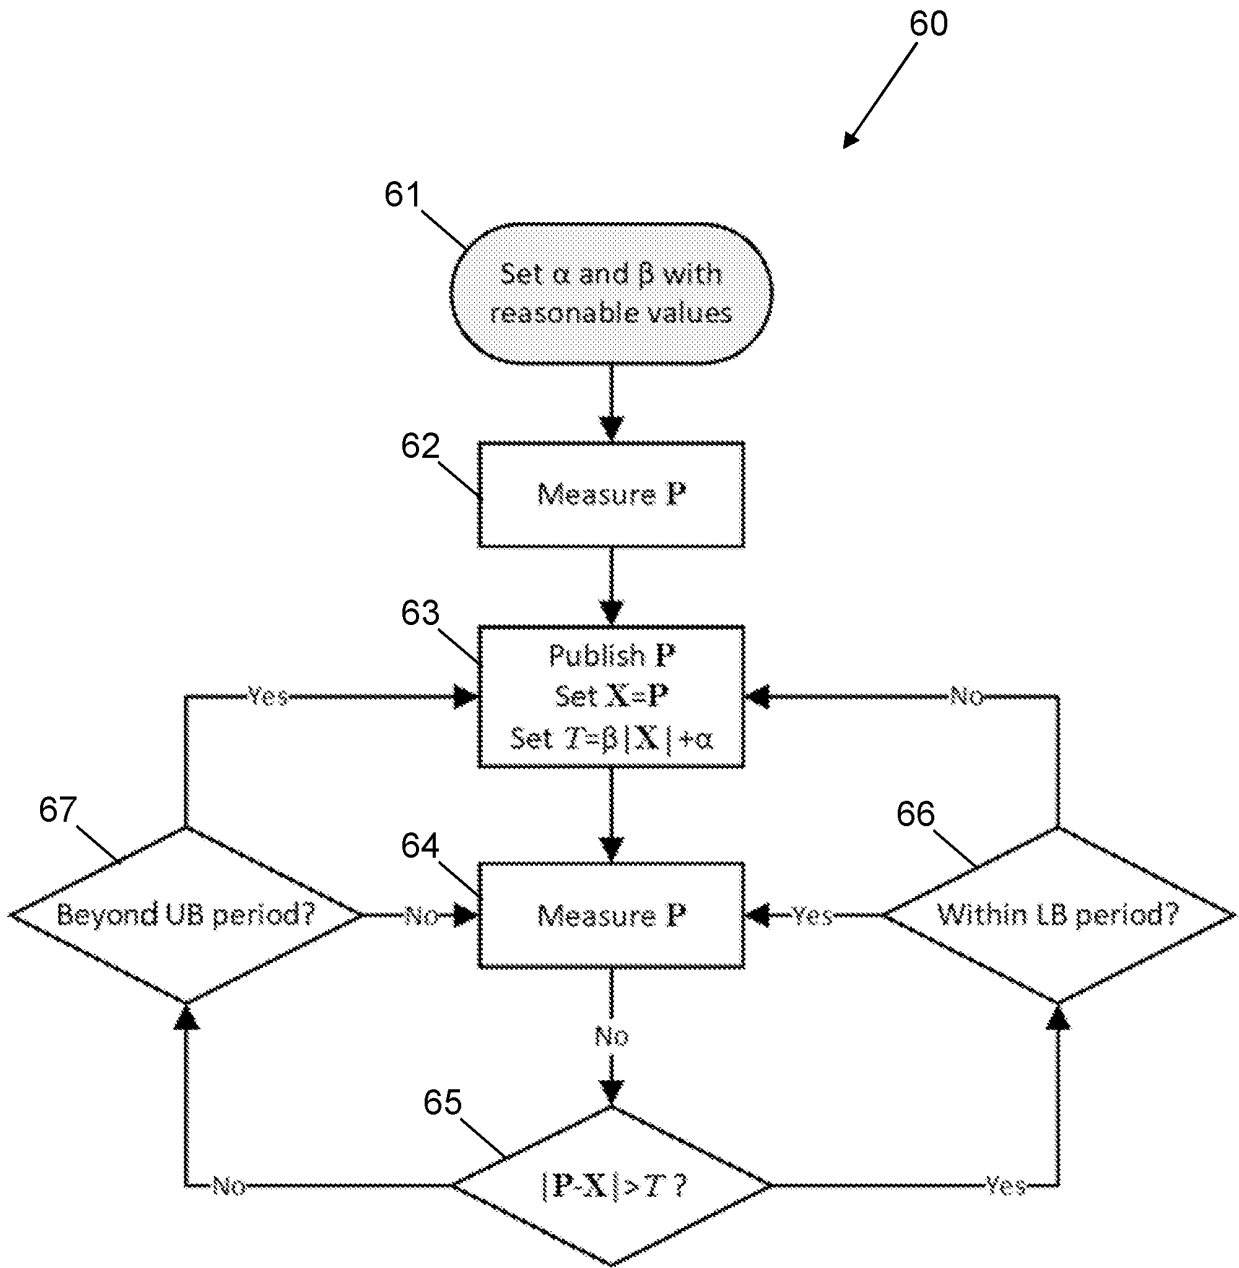 60
61
Set α and β with
reasonable values
62
Measure P
63
Publish P
Set X=P
Set T=β|X|+α
Yes
No
67
66
64
Beyond UB period?
No
Measure P
Yes
Within LB period?
No
65
|P-X|>T ?
No
Yes